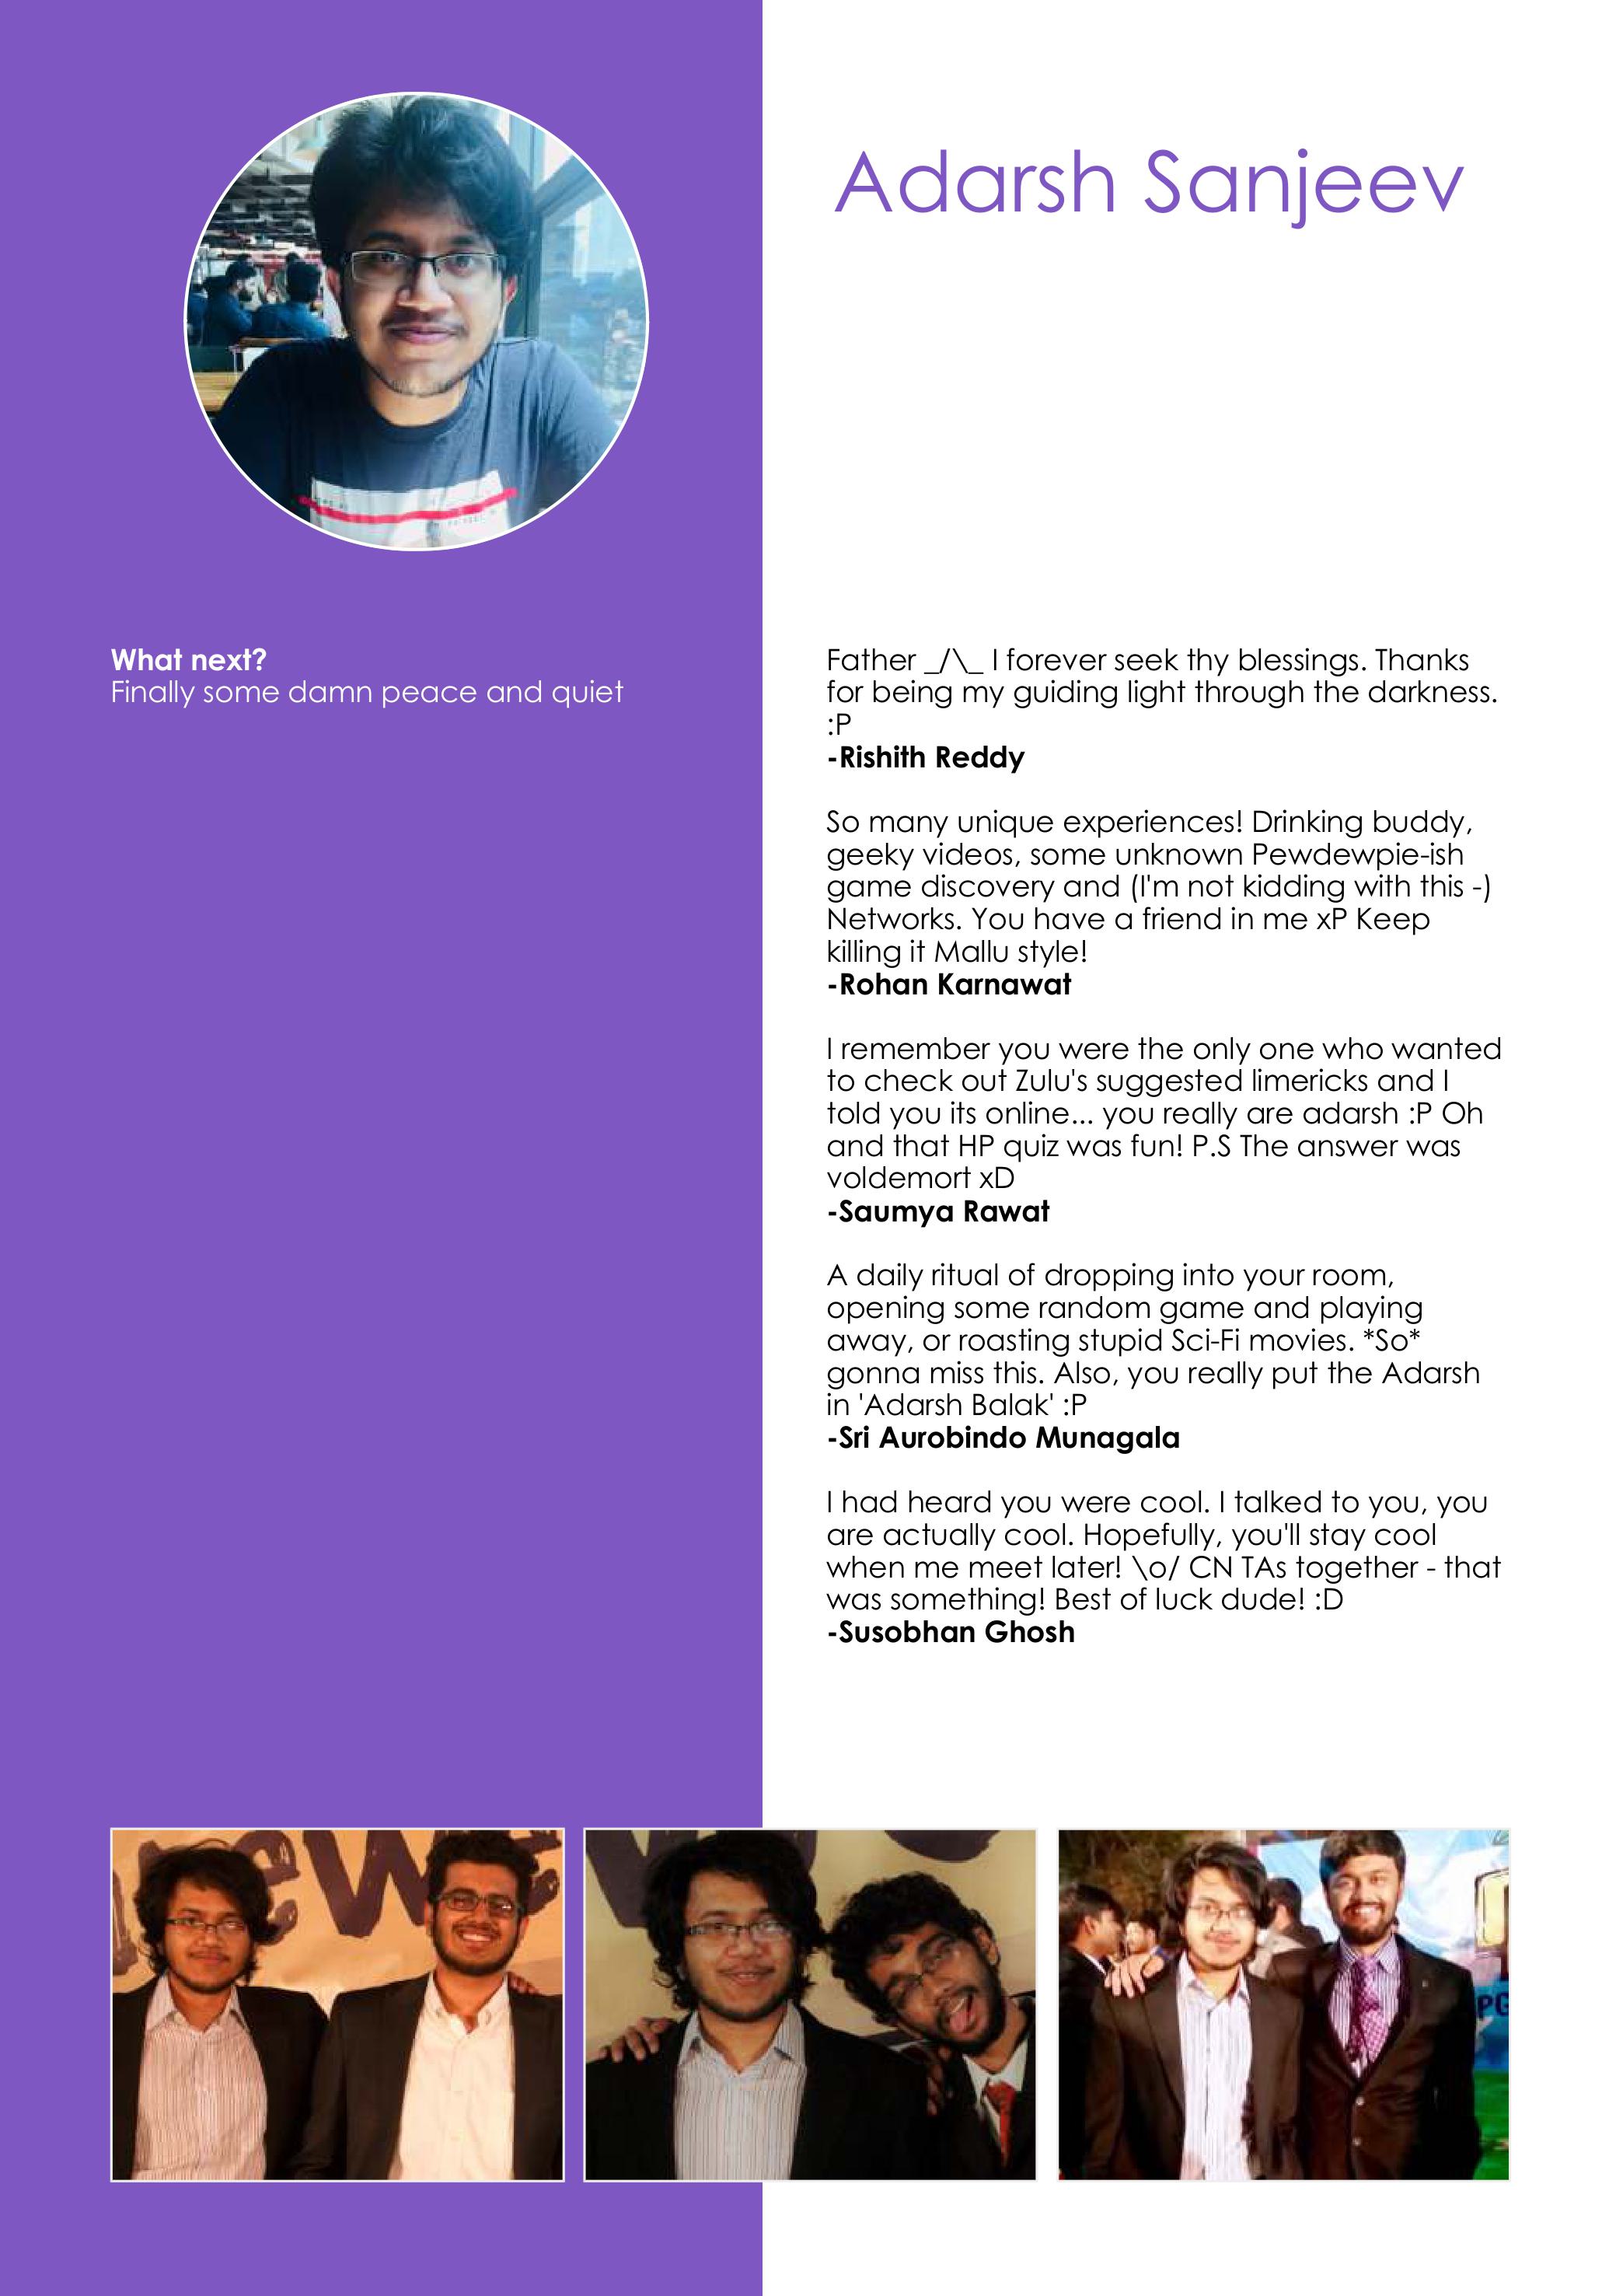 Adarsh Sanjeev
What next?
Finally some damn peace and quiet
Father _/\_ I forever seek thy blessings. Thanks
for being my guiding light through the darkness.
:P
-Rishith Reddy
So many unique experiences! Drinking buddy,
geeky videos, some unknown Pewdewpie-ish
game discovery and (I'm not kidding with this -)
Networks. You have a friend in me xP Keep
killing it Mallu style!
-Rohan Karnawat
I remember you were the only one who wanted
to check out Zulu's suggested limericks and I
told you its online... you really are adarsh :P Oh
and that HP quiz was fun! P.S The answer was
voldemort xD
-Saumya Rawat
A daily ritual of dropping into your room,
opening some random game and playing
away, or roasting stupid Sci-Fi movies. *So*
gonna miss this. Also, you really put the Adarsh
in 'Adarsh Balak' :P
-Sri Aurobindo Munagala
I had heard you were cool. I talked to you, you
are actually cool. Hopefully, you'll stay cool
when me meet later! \o/ CN TAs together - that
was something! Best of luck dude! :D
-Susobhan Ghosh